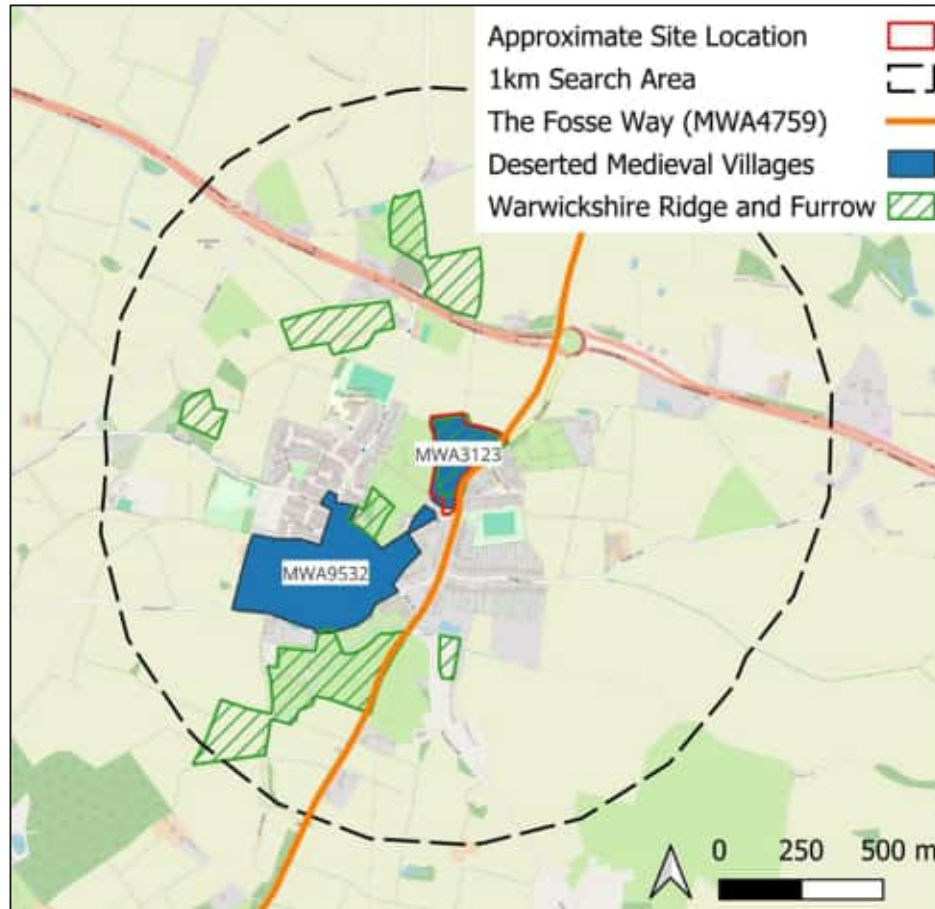 Approximate Site Location
1km Search Area
The Fosse Way (MWA4759)
Deserted Medieval Villages
Warwickshire Ridge and Furrow
MWA3123
MWA9532
0 250 500 m